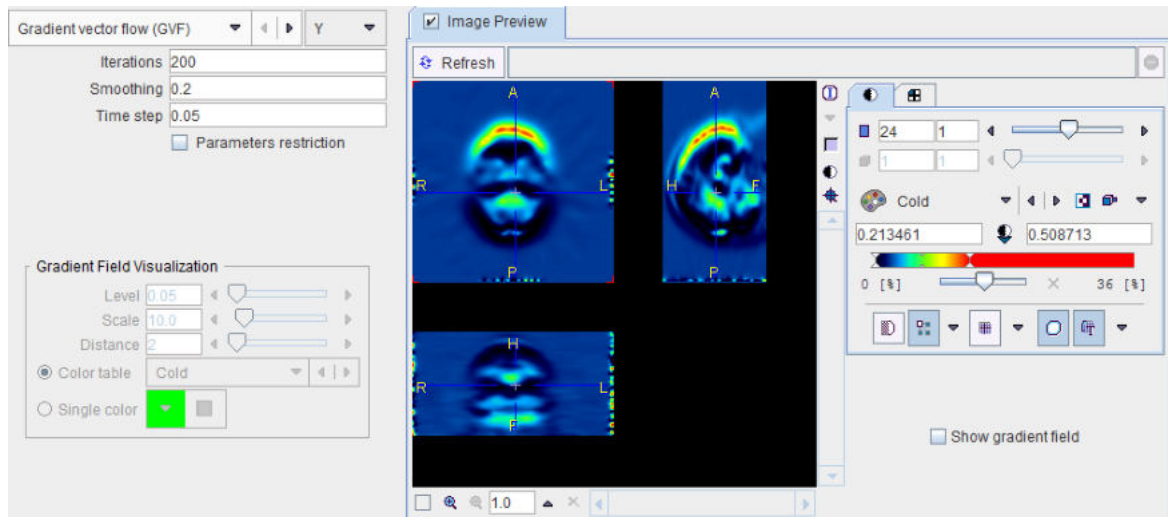 Gradient vector flow (GVF) Y
Iterations 200
Smoothing 0.2
Time step 0.05
Parameters restriction
Gradient Field Visualization
Level 0.05
Scale 10.0
Distance 2
Color table Cold
Single color
Image Preview
Refresh
A A
R L H F
P P
H
R L
F
1.0
24 1
1 1
Cold
0.213461 0.508713
0 [%] 36 [%]
Show gradient field